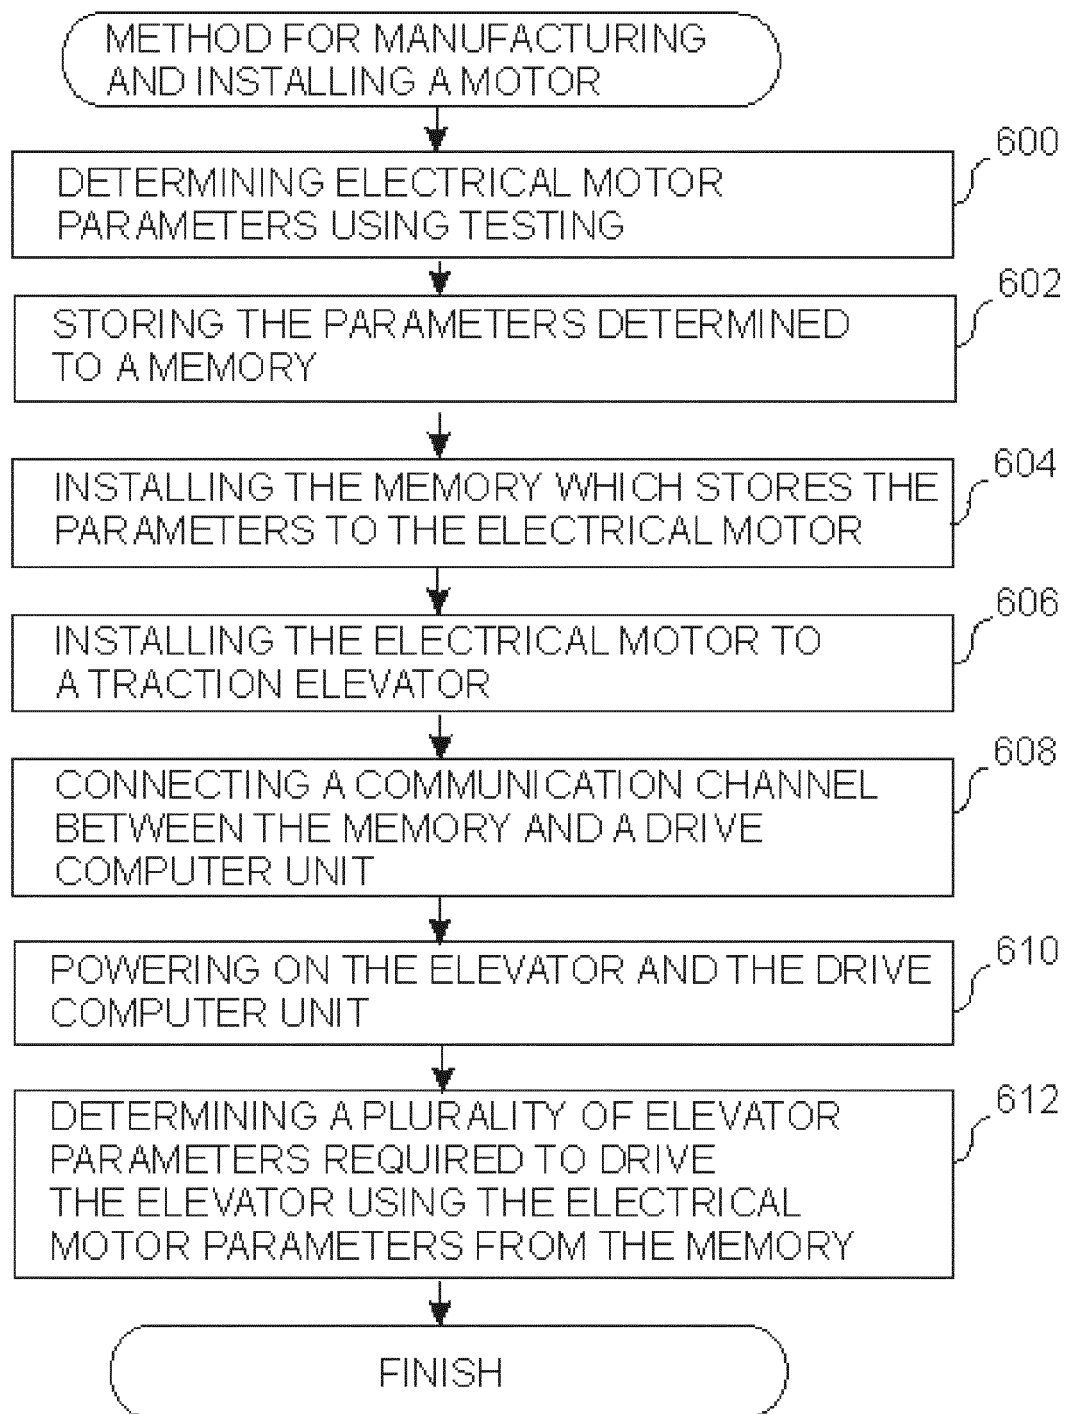 METHOD FOR MANUFACTURING
AND INSTALLING A MOTOR
600
DETERMINING ELECTRICAL MOTOR
PARAMETERS USING TESTING
602
STORING THE PARAMETERS DETERMINED
TO A MEMORY
604
INSTALLING THE MEMORY WHICH STORES THE
PARAMETERS TO THE ELECTRICAL MOTOR
606
INSTALLING THE ELECTRICAL MOTOR TO
A TRACTION ELEVATOR
608
CONNECTING A COMMUNICATION CHANNEL
BETWEEN THE MEMORY AND A DRIVE
COMPUTER UNIT
610
POWERING ON THE ELEVATOR AND THE DRIVE
COMPUTER UNIT
612
DETERMINING A PLURALITY OF ELEVATOR
PARAMETERS REQUIRED TO DRIVE
THE ELEVATOR USING THE ELECTRICAL
MOTOR PARAMETERS FROM THE MEMORY
FINISH